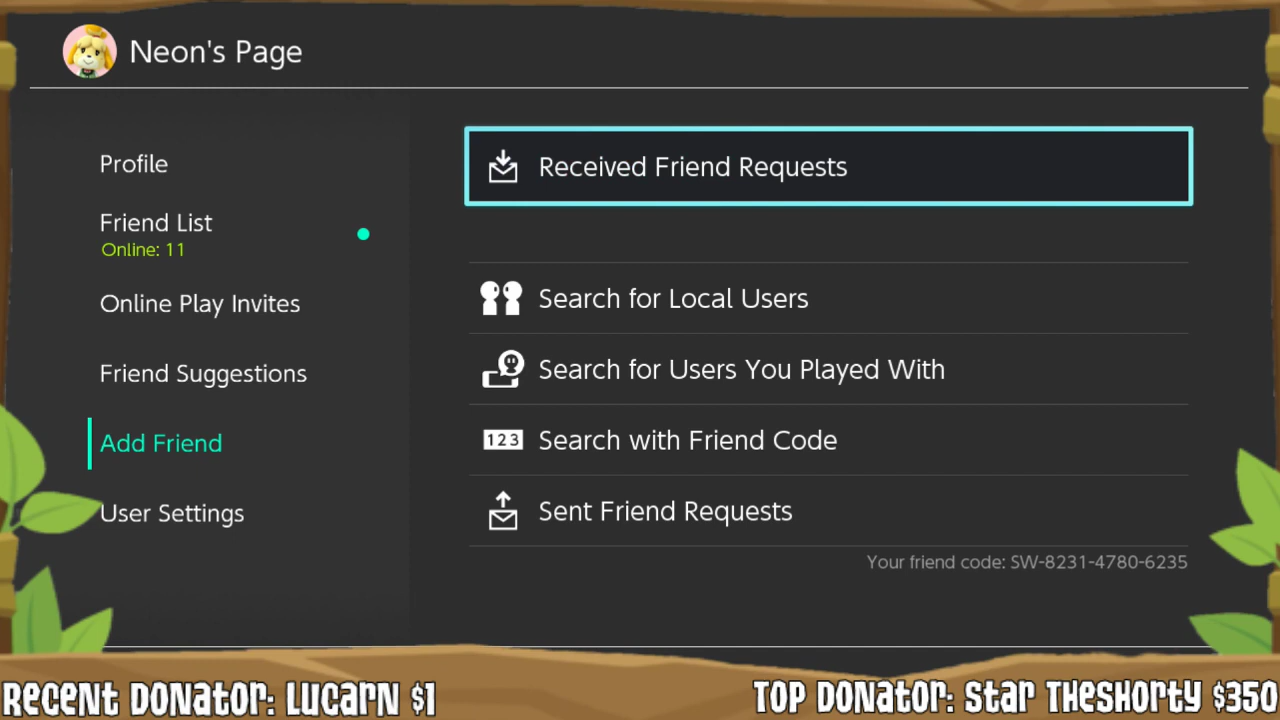 Neon's Page
Profile
Friend List
Online: 11
Online Play Invites
Friend Suggestions
Add Friend
User Settings
Received Friend Requests
Search for Local Users
Search for Users You Played With
123 Search with Friend Code
Sent Friend Requests
Your friend code: SW-8231-4780-6235
Recent Donator: Lucarn $1
Top Donator: Star Theshorty $350